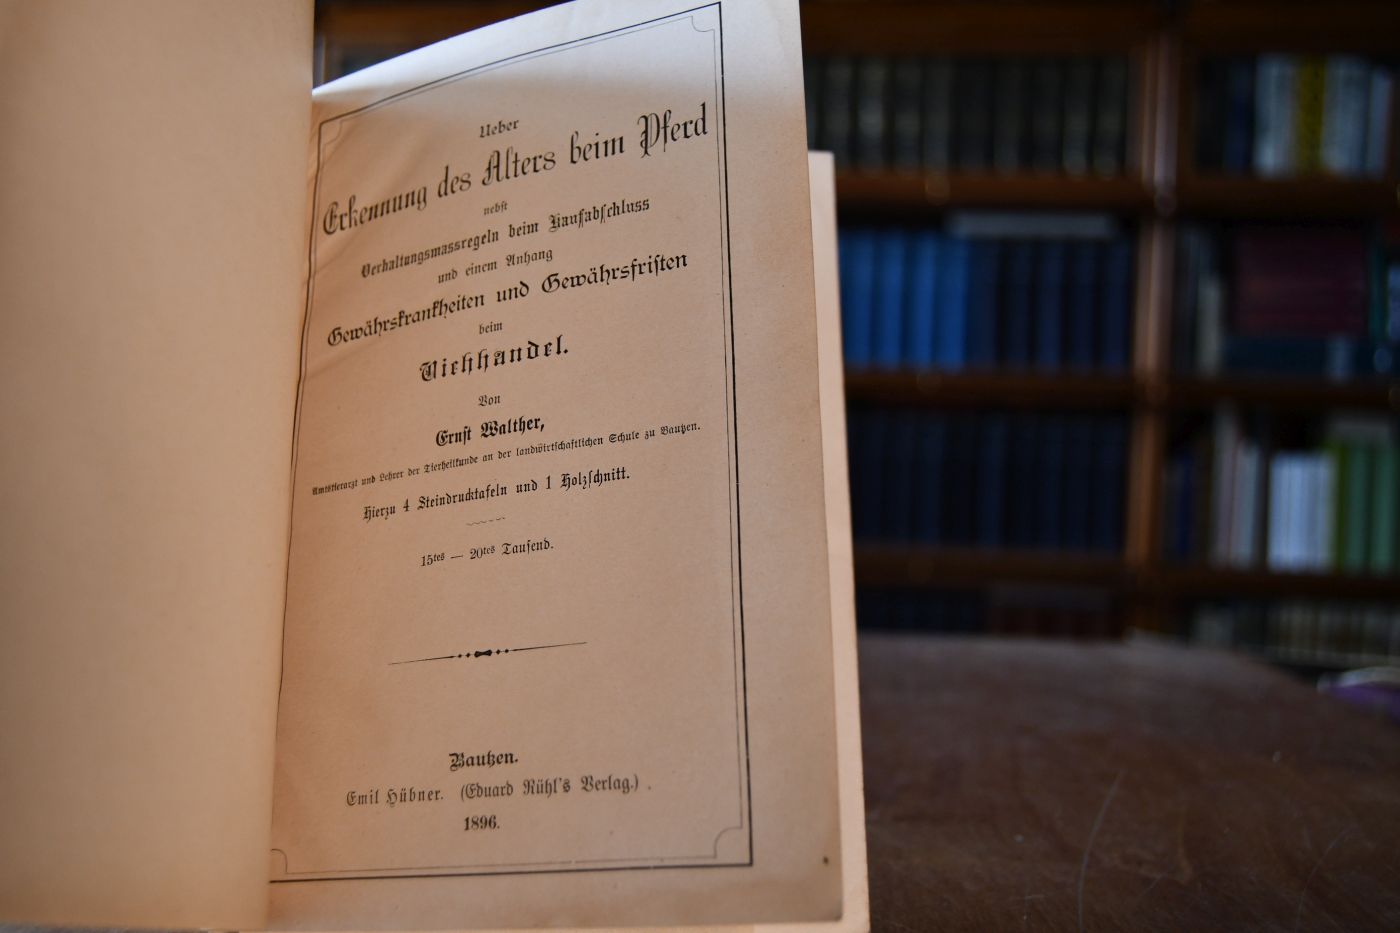 Ueber
Erkennung des Alters beim Pferd
nebst
Verhaltungsmassregeln beim Kaufabschluss
und einem Anhang
Gewährskrankheiten und Gewährsfristen
beim
Viehhandel.
Von
Ernst Walther,
Amtstierarzt und Lehrer der Tierheilkunde an der landwirtschaftlichen Schule zu Bautzen.
Hierzu 4 Steindrucktafeln und 1 Holzschnitt.
15tes — 20tes Tausend.
Bautzen.
Emil Hübner. (Eduard Rühl's Verlag.)
1896.